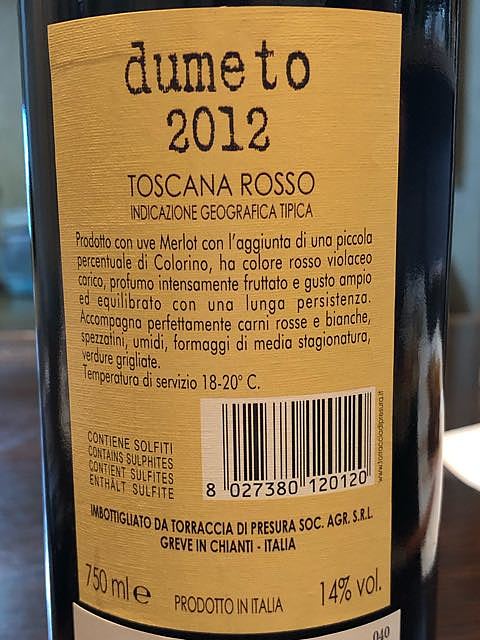 dumeto
2012
TOSCANA ROSSO
INDICAZIONE GEOGRAFICA TIPICA
Prodotto con uve Merlot con l'aggiunta di una piccola
percentuale di Colorino, ha colore rosso violaceo
carico, profumo intensamente fruttato e gusto ampio
ed equilibrato con una lunga persistenza.
Accompagna perfettamente carni rosse e bianche,
spezzatini, umidi, formaggi di media stagionatura,
verdure grigliate.
Temperatura di servizio 18-20° C.
CONTIENE SOLFITI
CONTAINS SULPHITES
CONTIENT SULFITES
ENTHÄLT SULFITE
8 027380 120120
www.torracciadipresura.it
IMBOTTIGLIATO DA TORRACCIA DI PRESURA SOC. AGR. S.R.L.
GREVE IN CHIANTI - ITALIA
750 ml e
PRODOTTO IN ITALIA
14% vol.
040